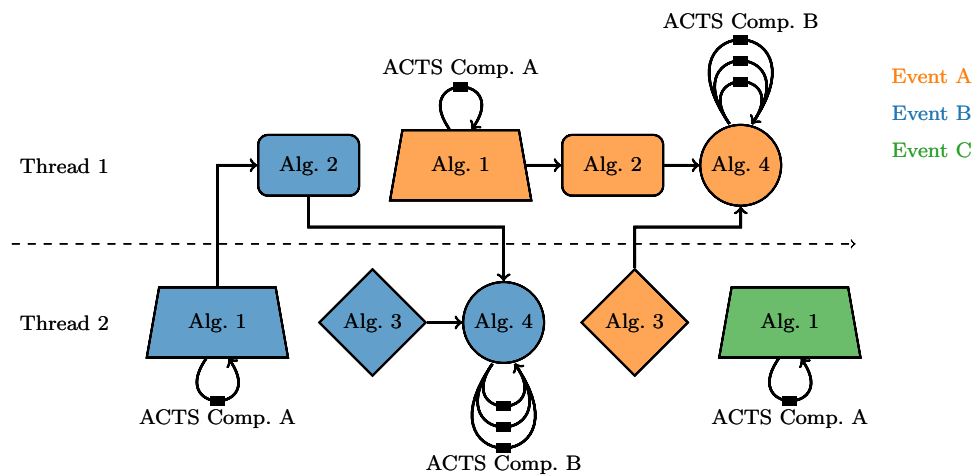 ACTS Comp. B
ACTS Comp. A
Event A
Event B
Event C
Thread 1
Alg. 2
Alg. 1
Alg. 2
Alg. 4
Thread 2
Alg. 1
Alg. 3
Alg. 4
Alg. 3
Alg. 1
ACTS Comp. A
ACTS Comp. A
ACTS Comp. B